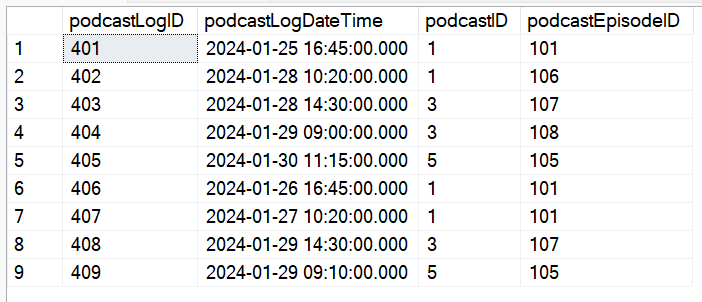 podcastLogID podcastLogDateTime podcastID podcastEpisodeID
1 401 2024-01-25 16:45:00.000 1 101
2 402 2024-01-28 10:20:00.000 1 106
3 403 2024-01-28 14:30:00.000 3 107
4 404 2024-01-29 09:00:00.000 3 108
5 405 2024-01-30 11:15:00.000 5 105
6 406 2024-01-26 16:45:00.000 1 101
7 407 2024-01-27 10:20:00.000 1 101
8 408 2024-01-29 14:30:00.000 3 107
9 409 2024-01-29 09:10:00.000 5 105